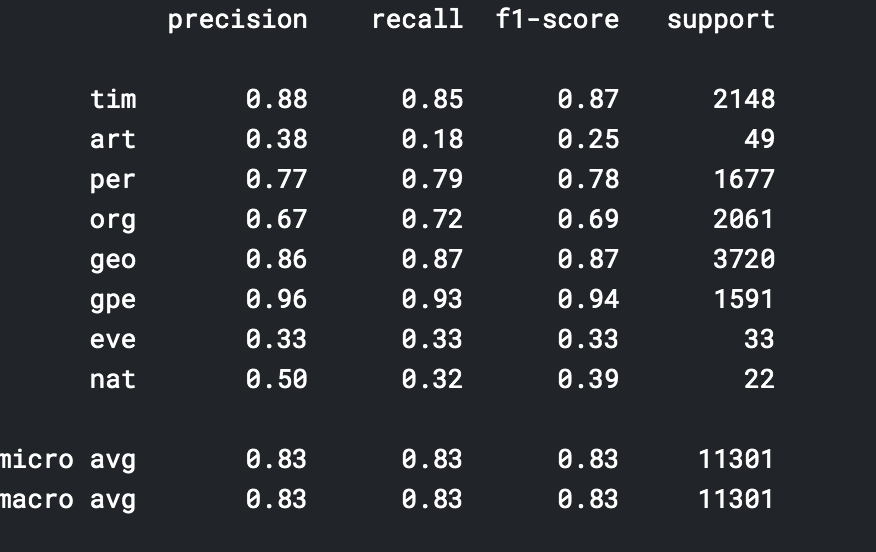 precision recall f1-score support
tim 0.88 0.85 0.87 2148
art 0.38 0.18 0.25 49
per 0.77 0.79 0.78 1677
org 0.67 0.72 0.69 2061
geo 0.86 0.87 0.87 3720
gpe 0.96 0.93 0.94 1591
eve 0.33 0.33 0.33 33
nat 0.50 0.32 0.39 22
micro avg 0.83 0.83 0.83 11301
macro avg 0.83 0.83 0.83 11301